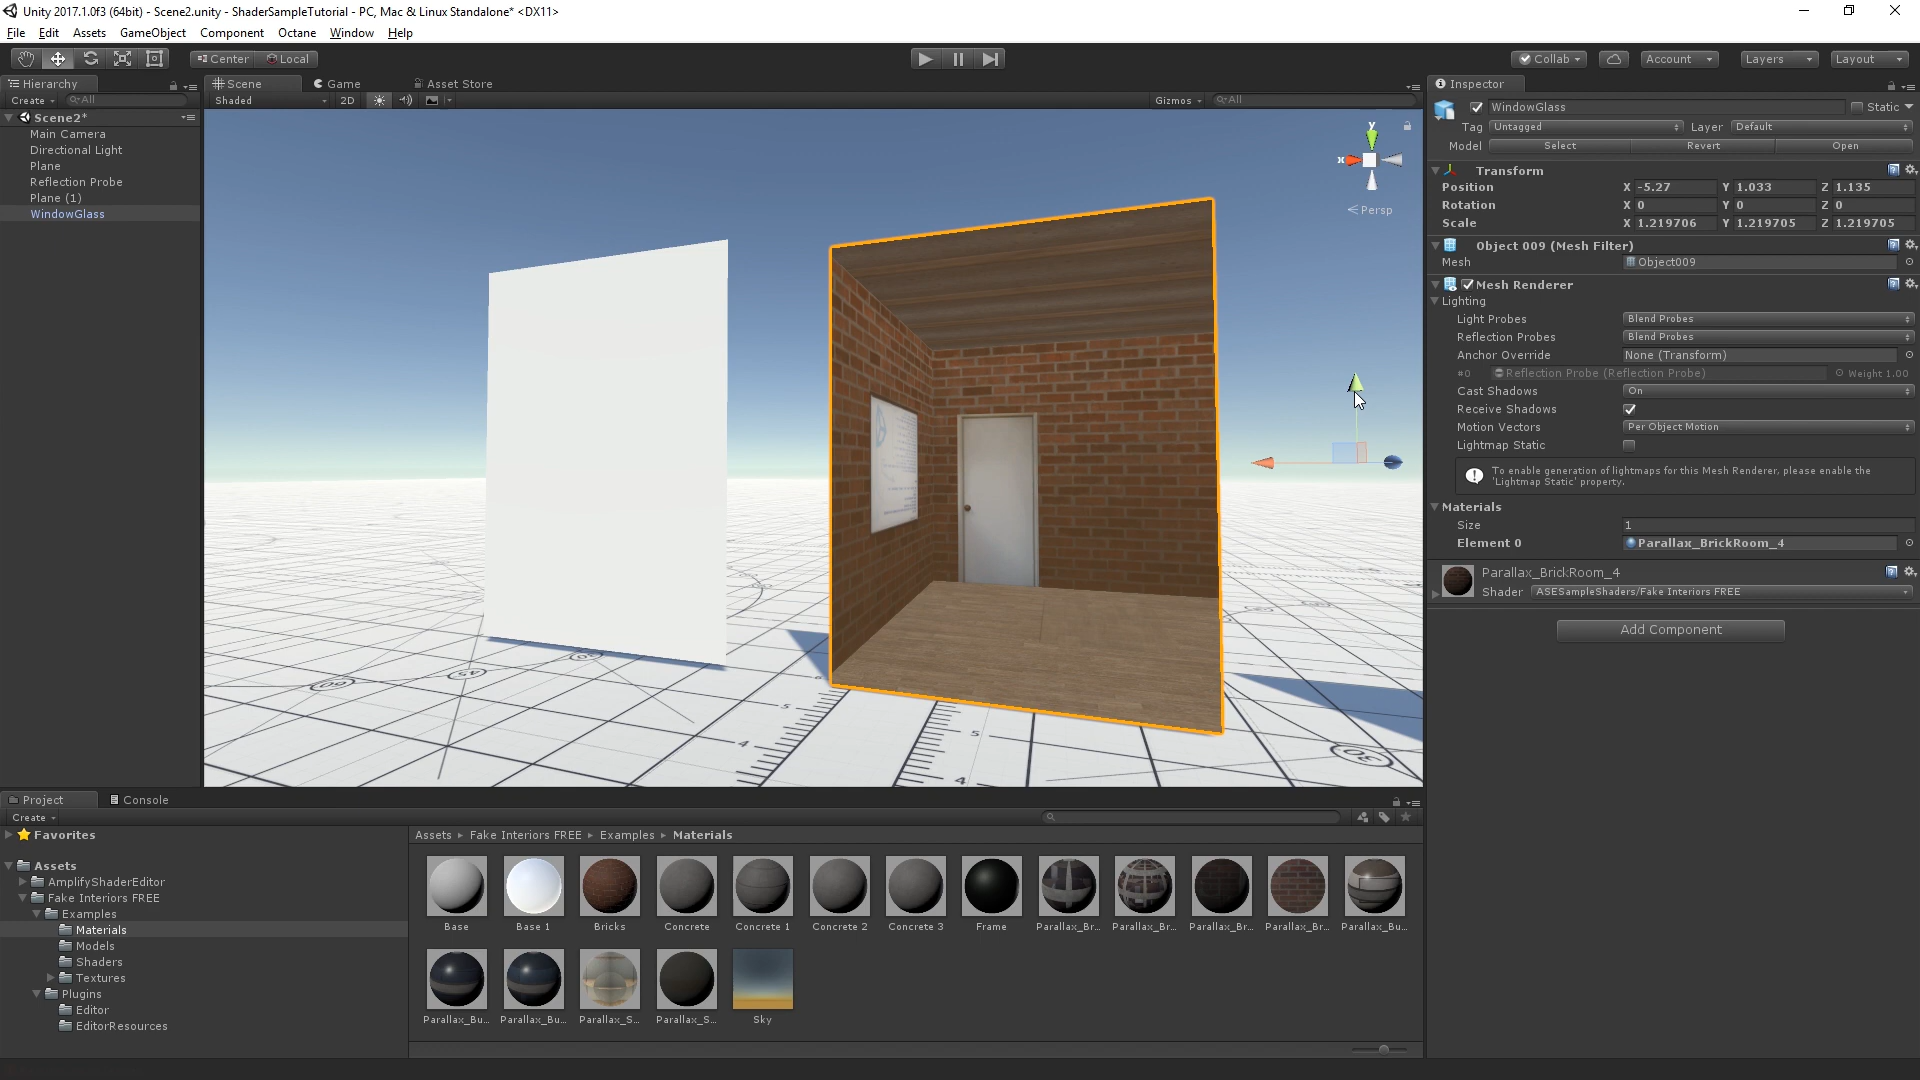 Unity 2017.1.0f3 (64bit) - Scene2.unity - ShaderSampleTutorial - PC, Mac & Linux Standalone* <DX11>
File Edit Assets GameObject Component Octane Window Help
Center Local Collab Account Layers Layout
Hierarchy
Create All
Scene2*
Main Camera
Directional Light
Plane
Reflection Probe
Plane (1)
WindowGlass
Scene Game Asset Store
Shaded 2D Gizmos All
y
x
Persp
5
4
5
4
Inspector
WindowGlass Static
Tag Untagged Layer Default
Model Select Revert Open
Transform
Position X -5.27 Y 1.033 Z 1.135
Rotation X 0 Y 0 Z 0
Scale X 1.219706 Y 1.219705 Z 1.219705
Object 009 (Mesh Filter)
Mesh Object009
Mesh Renderer
Lighting
Light Probes Blend Probes
Reflection Probes Blend Probes
Anchor Override None (Transform)
#0 Reflection Probe (Reflection Probe) Weight 1.00
Cast Shadows On
Receive Shadows
Motion Vectors Per Object Motion
Lightmap Static
To enable generation of lightmaps for this Mesh Renderer, please enable the
'Lightmap Static' property.
Materials
Size 1
Element 0 Parallax_BrickRoom_4
Parallax_BrickRoom_4
Shader ASESampleShaders/Fake Interiors FREE
Add Component
Project Console
Create
Favorites
Assets
AmplifyShaderEditor
Fake Interiors FREE
Examples
Materials
Models
Shaders
Textures
Plugins
Editor
EditorResources
Assets Fake Interiors FREE Examples Materials
Base Base 1 Bricks Concrete Concrete 1 Concrete 2 Concrete 3 Frame Parallax_Br... Parallax_Br... Parallax_Br... Parallax_Br... Parallax_Bu...
Parallax_Bu... Parallax_Bu... Parallax_S... Parallax_S... Sky